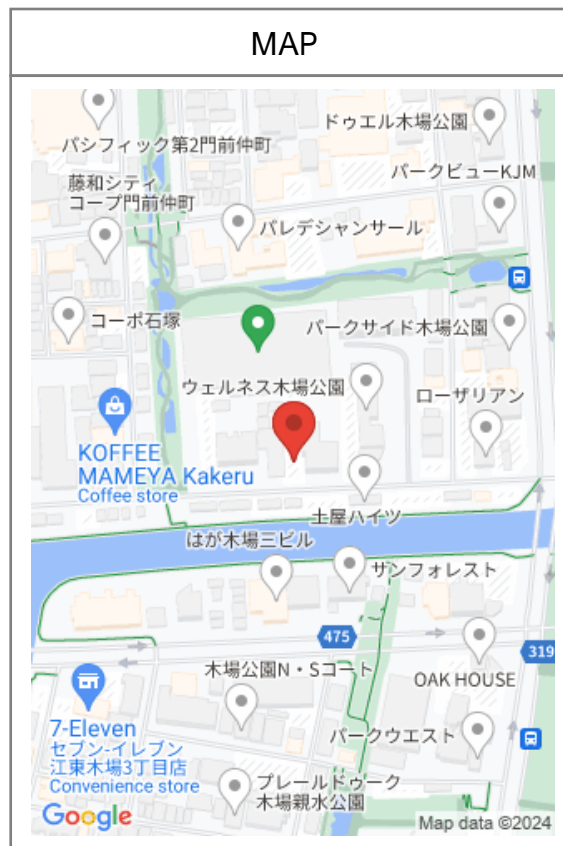 MAP
ドゥエル木場公園
パシフィック第2門前仲町
藤和シティ
コープ門前仲町
パークビューKJM
パレデシャンサール
コーポ石塚
パークサイド木場公園
ウェルネス木場公園
ローザリアン
KOFFEE
MAMEYA Kakeru
Coffee store
土屋ハイツ
はが木場三ビル
サンフォレスト
475
319
木場公園N・Sコート
OAK HOUSE
7-Eleven
セブン-イレブン
江東木場3丁目店
Convenience store
パークウエスト
プレールドゥーク
木場親水公園
Google
Map data ©2024